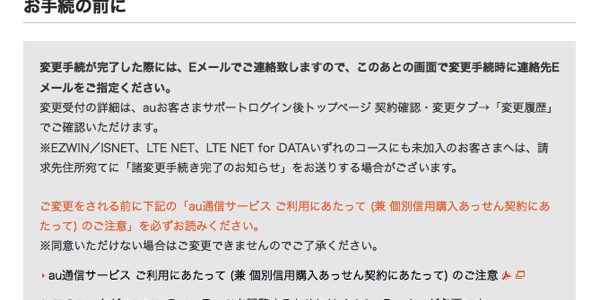 お手続の前に
変更手続が完了した際には、Eメールでご連絡致しますので、このあとの画面で変更手続時に連絡先E
メールをご指定ください。
変更受付の詳細は、auお客さまサポートログイン後トップページ 契約確認・変更タブ→「変更履歴」
でご確認いただけます。
※EZWIN／ISNET、LTE NET、LTE NET for DATAいずれのコースにも未加入のお客さまへは、請
求先住所宛てに「諸変更手続き完了のお知らせ」をお送りする場合がございます。
ご変更をされる前に下記の「au通信サービス ご利用にあたって (兼 個別信用購入あっせん契約にあ
たって) のご注意」を必ずお読みください。
※同意いただけない場合はご変更できませんのでご了承ください。
au通信サービス ご利用にあたって (兼 個別信用購入あっせん契約にあたって) のご注意